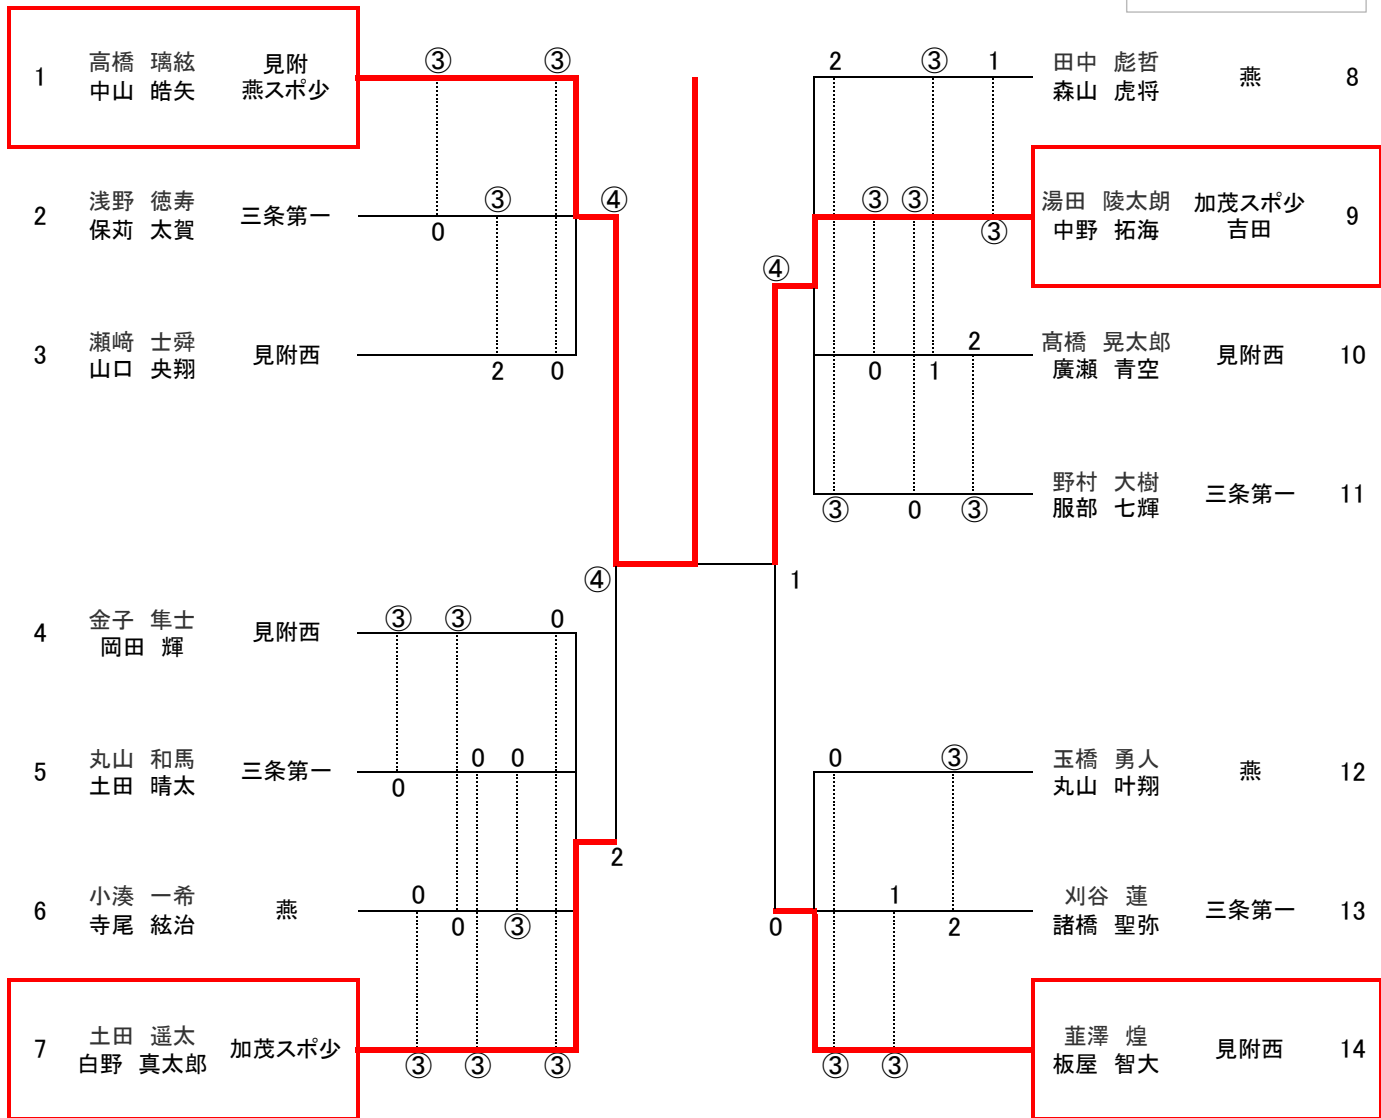 1 高橋 璃絃 見附
中山 皓矢 燕スポ少
③ ③
2 浅野 徳寿 三条第一
保苅 太賀
③ ④
0
3 瀬﨑 士舜 見附西
山口 央翔
2 0
④
4 金子 隼士 見附西
岡田 輝
③ ③ 0
5 丸山 和馬 三条第一
土田 晴太
0 0
0
2
6 小湊 一希 燕
寺尾 絃治
0
0 ③
7 土田 遥太 加茂スポ少
白野 真太郎
③ ③ ③
2 ③ 1
田中 彪哲 燕 8
森山 虎将
③ ③
湯田 陵太朗 加茂スポ少 9
中野 拓海 吉田
③
④
2
髙橋 晃太郎 見附西 10
廣瀬 青空
0 1
野村 大樹 三条第一 11
服部 七輝
③ 0 ③
1
0 ③
玉橋 勇人 燕 12
丸山 叶翔
1
刈谷 蓮 三条第一 13
諸橋 聖弥
0 2
韮澤 煌 見附西 14
板屋 智大
③ ③